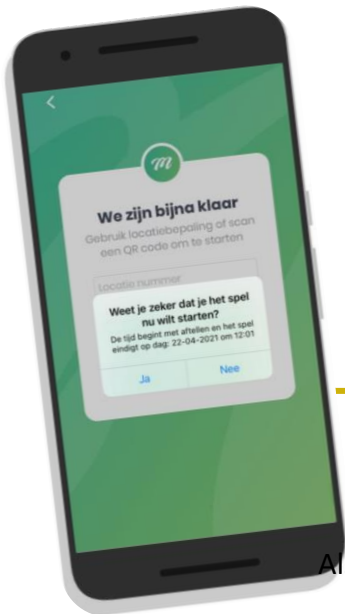 m
We zijn bijna klaar
Gebruik locatiebepaling of scan
een QR code om te starten
Locatie nummer
Weet je zeker dat je het spel
nu wilt starten?
De tijd begint met aftellen en het spel
eindigt op dag: 22-04-2021 om 12:01
Ja Nee
Al